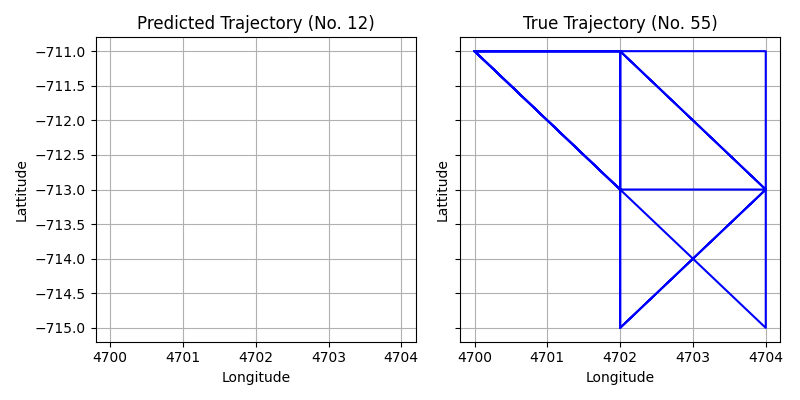 Predicted Trajectory (No. 12)
True Trajectory (No. 55)
Lattitude
−711.0
−711.5
−712.0
−712.5
−713.0
−713.5
−714.0
−714.5
−715.0
4700 4701 4702 4703 4704
Longitude
Lattitude
4700 4701 4702 4703 4704
Longitude